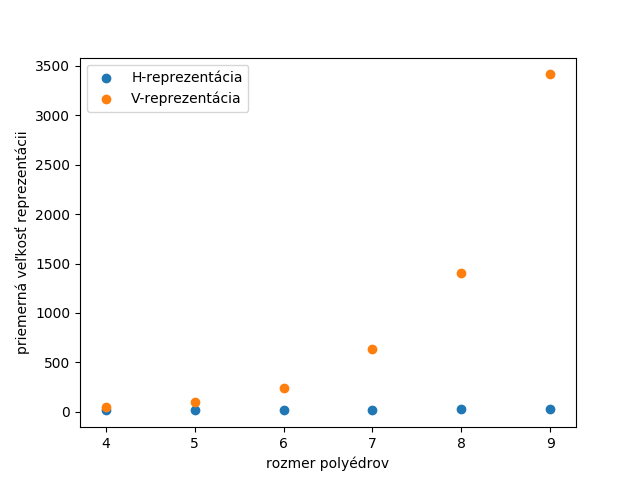 H-reprezentácia
V-reprezentácia
priemerná veľkosť reprezentácii
3500
3000
2500
2000
1500
1000
500
0
4 5 6 7 8 9
rozmer polyédrov